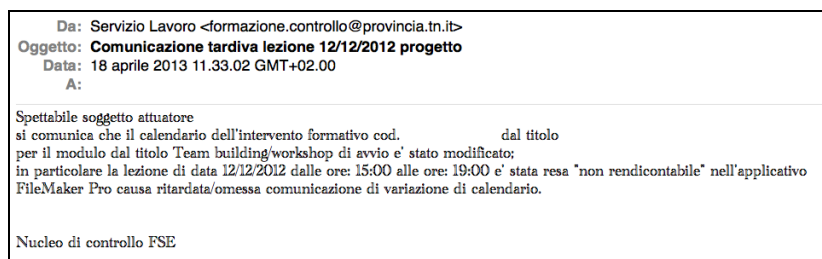 Da: Servizio Lavoro <formazione.controllo@provincia.tn.it>
Oggetto: Comunicazione tardiva lezione 12/12/2012 progetto
Data: 18 aprile 2013 11.33.02 GMT+02.00
A:
Spettabile soggetto attuatore
si comunica che il calendario dell'intervento formativo cod. dal titolo
per il modulo dal titolo Team building/workshop di avvio e' stato modificato;
in particolare la lezione di data 12/12/2012 dalle ore: 15:00 alle ore: 19:00 e' stata resa "non rendicontabile" nell'applicativo
FileMaker Pro causa ritardata/omessa comunicazione di variazione di calendario.
Nucleo di controllo FSE